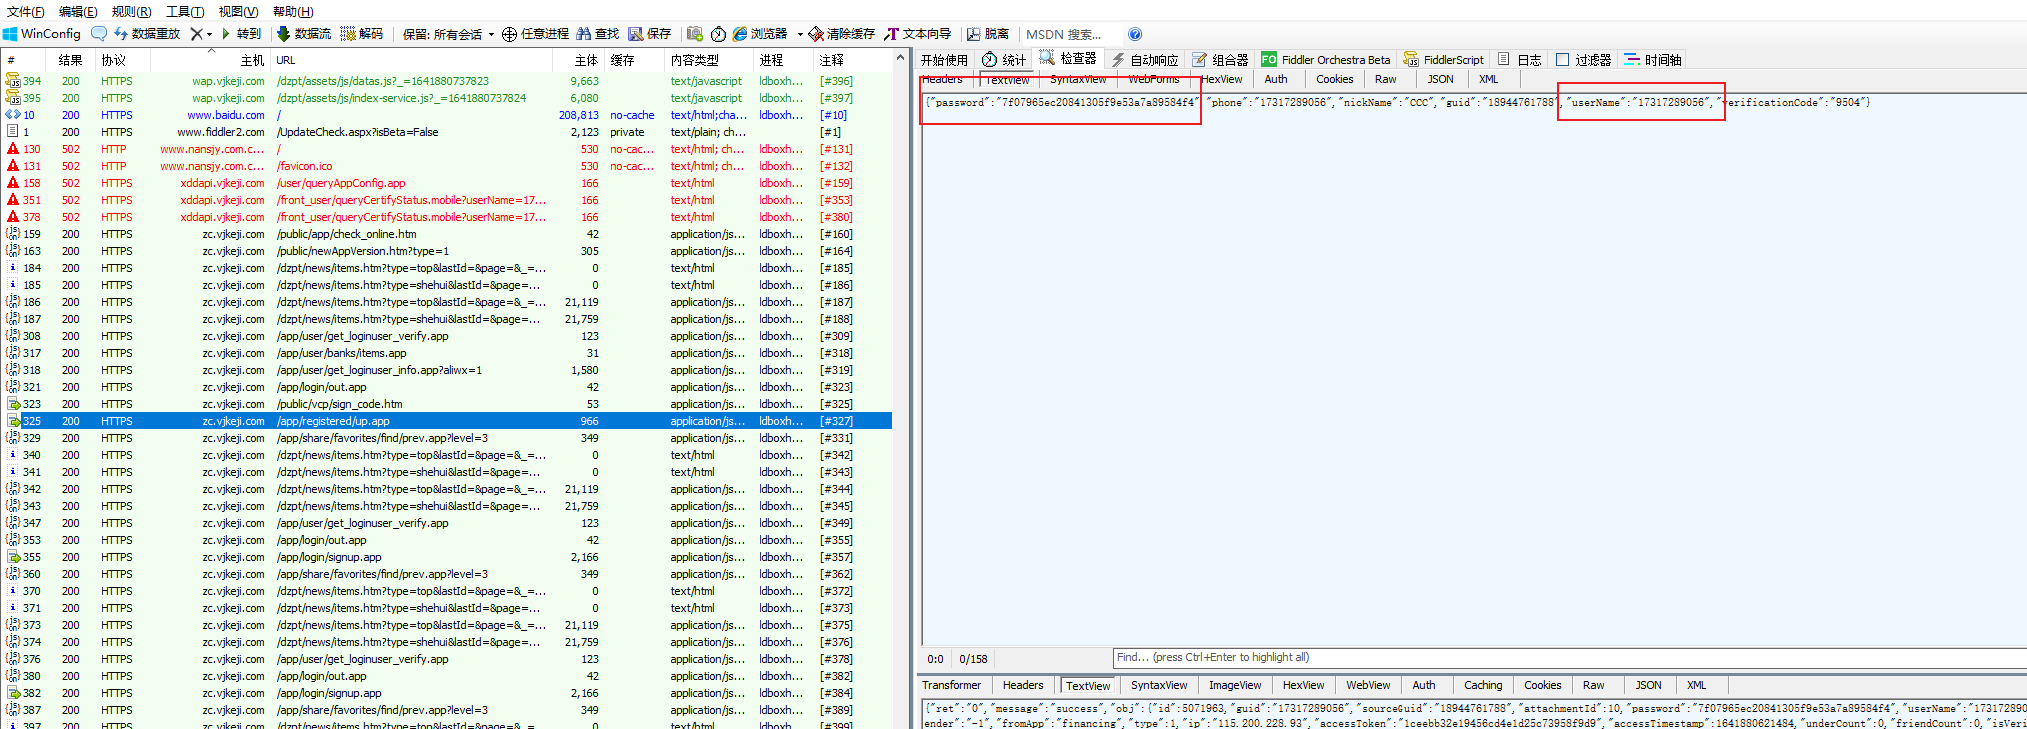 文件(F) 编辑(E) 规则(R) 工具(T) 视图(V) 帮助(H)
WinConfig 数据重放 转到 数据流 解码 保留: 所有会话 任意进程 查找 保存 浏览器 清除缓存 文本向导 脱离 MSDN 搜索...
# 结果 协议 主机 URL 主体 缓存 内容类型 进程 注释
394 200 HTTPS wap.vjkeji.com /dzpt/assets/js/datas.js?_=1641880737823 9,663 text/javascript ldboxh... [#396]
395 200 HTTPS wap.vjkeji.com /dzpt/assets/js/index-service.js?_=1641880737824 6,080 text/javascript ldboxh... [#397]
10 200 HTTPS www.baidu.com / 208,813 no-cache text/html;cha... ldboxh... [#10]
1 200 HTTPS www.fiddler2.com /UpdateCheck.aspx?isBeta=False 2,123 private text/plain; ch... [#1]
130 502 HTTP www.nansjy.com.c... / 530 no-cac... text/html; ch... ldboxh... [#131]
131 502 HTTP www.nansjy.com.c... /favicon.ico 530 no-cac... text/html; ch... ldboxh... [#132]
158 502 HTTPS xddapi.vjkeji.com /user/queryAppConfig.app 166 text/html ldboxh... [#159]
351 502 HTTPS xddapi.vjkeji.com /front_user/queryCertifyStatus.mobile?userName=17... 166 text/html ldboxh... [#353]
378 502 HTTPS xddapi.vjkeji.com /front_user/queryCertifyStatus.mobile?userName=17... 166 text/html ldboxh... [#380]
159 200 HTTPS zc.vjkeji.com /public/app/check_online.htm 42 application/js... ldboxh... [#160]
163 200 HTTPS zc.vjkeji.com /public/newAppVersion.htm?type=1 305 application/js... ldboxh... [#164]
184 200 HTTPS zc.vjkeji.com /dzpt/news/items.htm?type=top&lastId=&page=&_=... 0 text/html ldboxh... [#185]
185 200 HTTPS zc.vjkeji.com /dzpt/news/items.htm?type=shehui&lastId=&page=... 0 text/html ldboxh... [#186]
186 200 HTTPS zc.vjkeji.com /dzpt/news/items.htm?type=top&lastId=&page=&_=... 21,119 application/js... ldboxh... [#187]
187 200 HTTPS zc.vjkeji.com /dzpt/news/items.htm?type=shehui&lastId=&page=... 21,759 application/js... ldboxh... [#188]
308 200 HTTPS zc.vjkeji.com /app/user/get_loginuser_verify.app 123 application/js... ldboxh... [#309]
317 200 HTTPS zc.vjkeji.com /app/user/banks/items.app 31 application/js... ldboxh... [#318]
318 200 HTTPS zc.vjkeji.com /app/user/get_loginuser_info.app?aliwx=1 1,580 application/js... ldboxh... [#319]
321 200 HTTPS zc.vjkeji.com /app/login/out.app 42 application/js... ldboxh... [#323]
323 200 HTTPS zc.vjkeji.com /public/vcp/sign_code.htm 53 application/js... ldboxh... [#325]
325 200 HTTPS zc.vjkeji.com /app/registered/up.app 966 application/js... ldboxh... [#327]
329 200 HTTPS zc.vjkeji.com /app/share/favorites/find/prev.app?level=3 349 application/js... ldboxh... [#331]
340 200 HTTPS zc.vjkeji.com /dzpt/news/items.htm?type=top&lastId=&page=&_=... 0 text/html ldboxh... [#342]
341 200 HTTPS zc.vjkeji.com /dzpt/news/items.htm?type=shehui&lastId=&page=... 0 text/html ldboxh... [#343]
342 200 HTTPS zc.vjkeji.com /dzpt/news/items.htm?type=top&lastId=&page=&_=... 21,119 application/js... ldboxh... [#344]
343 200 HTTPS zc.vjkeji.com /dzpt/news/items.htm?type=shehui&lastId=&page=... 21,759 application/js... ldboxh... [#345]
347 200 HTTPS zc.vjkeji.com /app/user/get_loginuser_verify.app 123 application/js... ldboxh... [#349]
353 200 HTTPS zc.vjkeji.com /app/login/out.app 42 application/js... ldboxh... [#355]
355 200 HTTPS zc.vjkeji.com /app/login/signup.app 2,166 application/js... ldboxh... [#357]
360 200 HTTPS zc.vjkeji.com /app/share/favorites/find/prev.app?level=3 349 application/js... ldboxh... [#362]
370 200 HTTPS zc.vjkeji.com /dzpt/news/items.htm?type=top&lastId=&page=&_=... 0 text/html ldboxh... [#372]
371 200 HTTPS zc.vjkeji.com /dzpt/news/items.htm?type=shehui&lastId=&page=... 0 text/html ldboxh... [#373]
373 200 HTTPS zc.vjkeji.com /dzpt/news/items.htm?type=top&lastId=&page=&_=... 21,119 application/js... ldboxh... [#375]
374 200 HTTPS zc.vjkeji.com /dzpt/news/items.htm?type=shehui&lastId=&page=... 21,759 application/js... ldboxh... [#376]
376 200 HTTPS zc.vjkeji.com /app/user/get_loginuser_verify.app 123 application/js... ldboxh... [#378]
380 200 HTTPS zc.vjkeji.com /app/login/out.app 42 application/js... ldboxh... [#382]
382 200 HTTPS zc.vjkeji.com /app/login/signup.app 2,166 application/js... ldboxh... [#384]
387 200 HTTPS zc.vjkeji.com /app/share/favorites/find/prev.app?level=3 349 application/js... ldboxh... [#389]
397 200 HTTPS zc.vjkeji.com /dzpt/news/items.htm?type=top&lastId=&page=&_=... 0 text/html ldboxh... [#399]
开始使用 统计 检查器 自动响应 组合器 FO Fiddler Orchestra Beta FiddlerScript 日志 过滤器 时间轴
Headers TextView SyntaxView WebForms HexView Auth Cookies Raw JSON XML
{"password":"7f07965ec20841305f9e53a7a89584f4","phone":"17317289056","nickName":"CCC","guid":"18944761788","userName":"17317289056","verificationCode":"9504"}
0:0 0/158 Find... (press Ctrl+Enter to highlight all)
Transformer Headers TextView SyntaxView ImageView HexView WebView Auth Caching Cookies Raw JSON XML
{"ret":"0","message":"success","obj":{"id":5071963,"guid":"17317289056","sourceGuid":"18944761788","attachmentId":10,"password":"7f07965ec20841305f9e53a7a89584f4","userName":"173172890
ender":"-1","fromApp":"financing","type":1,"ip":"115.200.228.93","accessToken":"1ceebb32e19456cd4e1d25c73958f9d9","accessTimestamp":1641880621484,"underCount":0,"friendCount":0,"isVeri